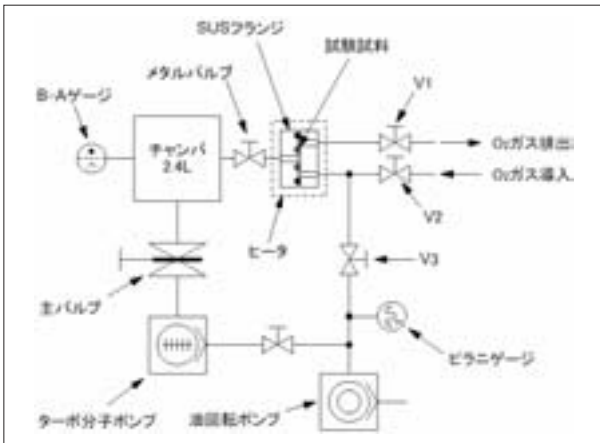 SUSフランジ
試験試料
メタルバルブ
V1
B-Aゲージ
チャンバ
2.4L
O₂ガス排出
O₂ガス導入
V2
ヒータ
V3
主バルブ
ピラニゲージ
ターボ分子ポンプ
油回転ポンプ